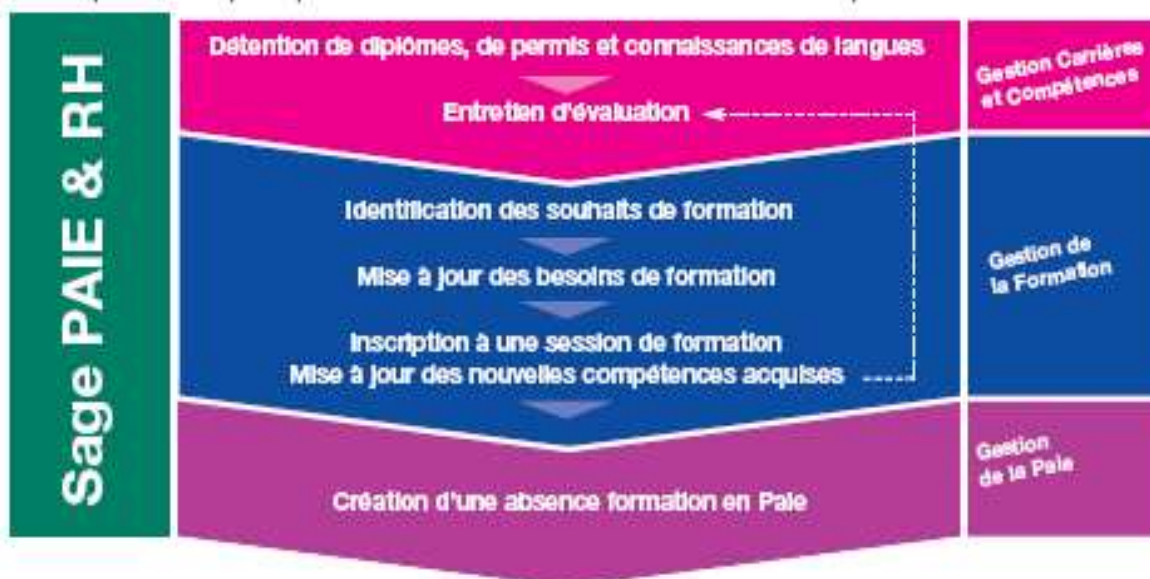 Sage PAIE & RH
Détention de diplômes, de permis et connaissances de langues
Entretien d'évaluation
Gestion Carrières
et Compétences
Identification des souhaits de formation
Mise à jour des besoins de formation
Inscription à une session de formation
Mise à jour des nouvelles compétences acquises
Gestion de
la Formation
Création d'une absence formation en Paie
Gestion
de la Paie